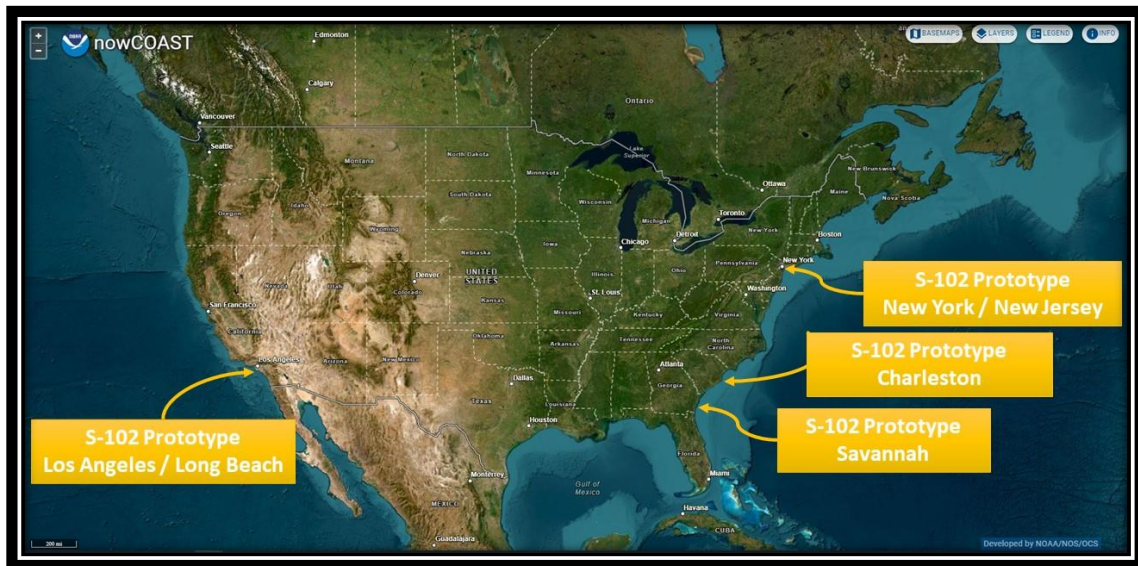 +
−
NOAA
nowCOAST
BASEMAPS
LAYERS
LEGEND
INFO
Edmonton
Calgary
Vancouver
Seattle
Ontario
Lake
Superior
Montana
North Dakota
Minnesota
Ottawa
New Brunswick
Maine
Nova Scotia
Oregon
Idaho
South Dakota
Wisconsin
Michigan
Toronto
Wyoming
Detroit
New York
Boston
Iowa
Chicago
Nebraska
Pennsylvania
New York
UNITED
STATES
Illinois
Ohio
Nevada
Utah
Denver
Colorado
Washington
San Francisco
Kansas
St. Louis
Missouri
Kentucky
Virginia
California
Los Angeles
Arizona
New Mexico
Oklahoma
Arkansas
Tennessee
North
Carolina
Atlanta
Georgia
Dallas
Texas
Louisiana
Houston
Florida
Monterrey
Gulf of
Mexico
Miami
MÉXICO
Havana
CUBA
Guadalajara
S-102 Prototype
New York / New Jersey
S-102 Prototype
Charleston
S-102 Prototype
Savannah
S-102 Prototype
Los Angeles / Long Beach
200 mi
Developed by NOAA/NOS/OCS